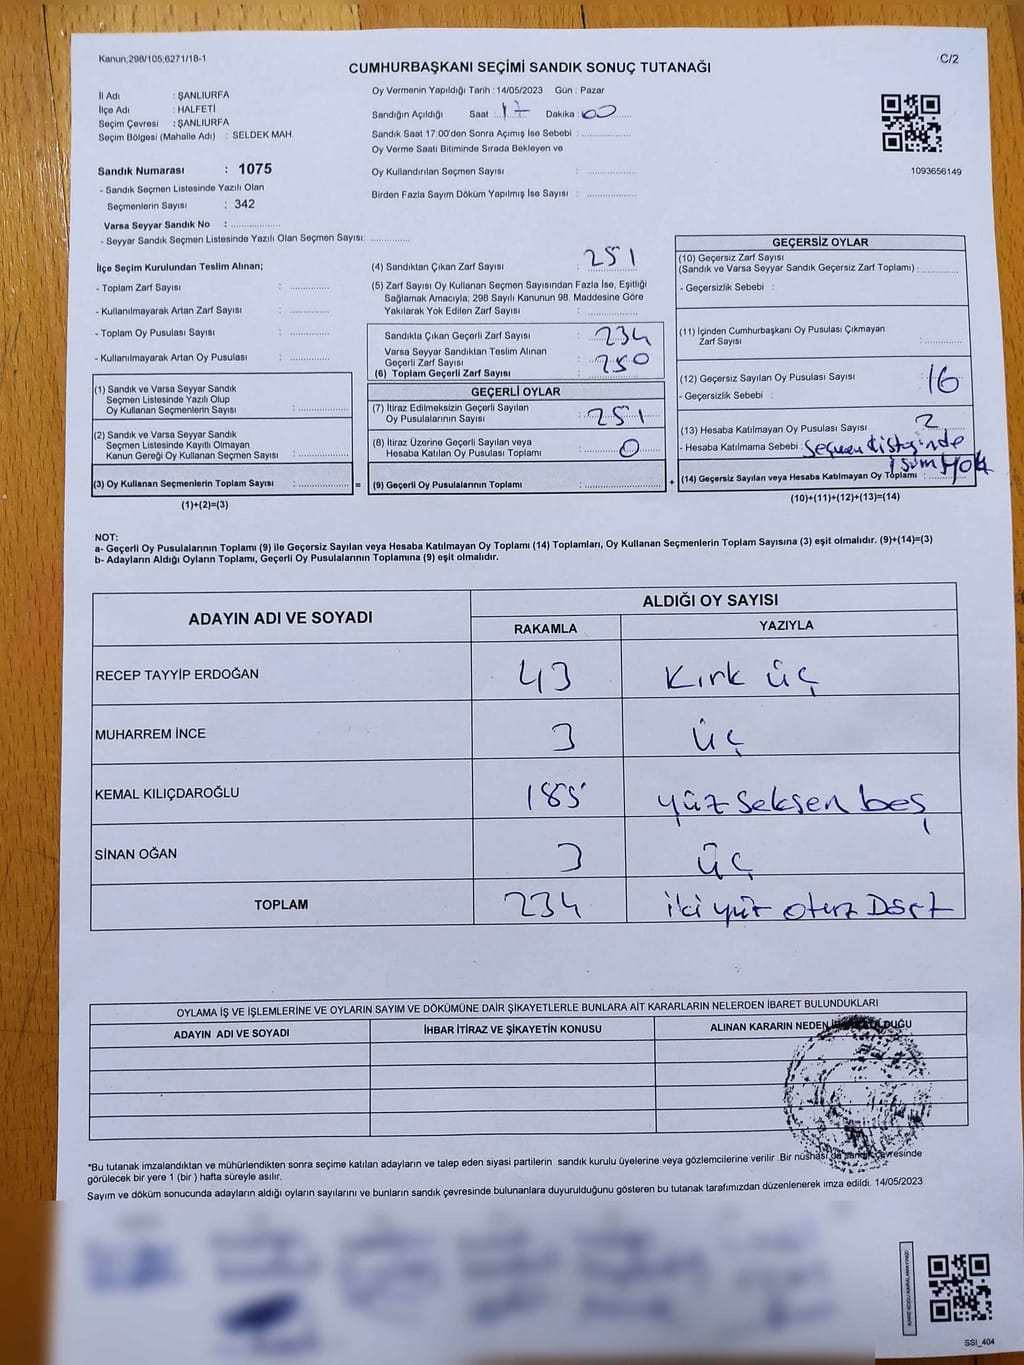 Kanun,298/105,6271/18-1
C/2
CUMHURBAŞKANI SEÇİMİ SANDIK SONUÇ TUTANAĞI
İl Adı : ŞANLIURFA
İlçe Adı : HALFETİ
Seçim Çevresi : ŞANLIURFA
Seçim Bölgesi (Mahalle Adı) : SELDEK MAH.
Sandık Numarası : 1075
- Sandık Seçmen Listesinde Yazılı Olan
Seçmenlerin Sayısı : 342
Varsa Seyyar Sandık No : ..................
- Seyyar Sandık Seçmen Listesinde Yazılı Olan Seçmen Sayısı: ..............
Oy Vermenin Yapıldığı Tarih : 14/05/2023 Gün : Pazar
Sandığın Açıldığı Saat : 17 Dakika : 00
Sandık Saat 17.00'den Sonra Açımış İse Sebebi : ..................
Oy Verme Saati Bitiminde Sırada Bekleyen ve
Oy Kullandırılan Seçmen Sayısı : ..................
Birden Fazla Sayım Döküm Yapılmış İse Sayısı : ..................
1093656149
İlçe Seçim Kurulundan Teslim Alınan;
- Toplam Zarf Sayısı : ..............
- Kullanılmayarak Artan Zarf Sayısı : ..............
- Toplam Oy Pusulası Sayısı : ..............
- Kullanılmayarak Artan Oy Pusulası : ..............
(1) Sandık ve Varsa Seyyar Sandık
Seçmen Listesinde Yazılı Olup
Oy Kullanan Seçmenlerin Sayısı : ..................
(2) Sandık ve Varsa Seyyar Sandık
Seçmen Listesinde Kayıtlı Olmayan
Kanun Gereği Oy Kullanan Seçmen Sayısı : ..................
(3) Oy Kullanan Seçmenlerin Toplam Sayısı : ..................
(1)+(2)=(3)
=
(4) Sandıktan Çıkan Zarf Sayısı : 251
(5) Zarf Sayısı Oy Kullanan Seçmen Sayısından Fazla İse, Eşitliği
Sağlamak Amacıyla; 298 Sayılı Kanunun 98. Maddesine Göre
Yakılarak Yok Edilen Zarf Sayısı : ..................
Sandıkta Çıkan Geçerli Zarf Sayısı : 234
Varsa Seyyar Sandıktan Teslim Alınan
Geçerli Zarf Sayısı : 250
(6) Toplam Geçerli Zarf Sayısı : ..................
GEÇERLİ OYLAR
(7) İtiraz Edilmeksizin Geçerli Sayılan
Oy Pusulalarının Sayısı : 251
(8) İtiraz Üzerine Geçerli Sayılan veya
Hesaba Katılan Oy Pusulası Toplamı : 0
(9) Geçerli Oy Pusulalarının Toplamı : ..................
+
GEÇERSİZ OYLAR
(10) Geçersiz Zarf Sayısı
(Sandık ve Varsa Seyyar Sandık Geçersiz Zarf Toplamı) : ............
- Geçersizlik Sebebi :
(11) İçinden Cumhurbaşkanı Oy Pusulası Çıkmayan
Zarf Sayısı : ............
(12) Geçersiz Sayılan Oy Pusulası Sayısı : 16
- Geçersizlik Sebebi :
(13) Hesaba Katılmayan Oy Pusulası Sayısı : 2
- Hesaba Katılmama Sebebi : Seçmen listesinde
isim yok
(14) Geçersiz Sayılan veya Hesaba Katılmayan Oy Toplamı : ............
(10)+(11)+(12)+(13)=(14)
NOT:
a- Geçerli Oy Pusulalarının Toplamı (9) ile Geçersiz Sayılan veya Hesaba Katılmayan Oy Toplamı (14) Toplamları, Oy Kullanan Seçmenlerin Toplam Sayısına (3) eşit olmalıdır. (9)+(14)=(3)
b- Adayların Aldığı Oyların Toplamı, Geçerli Oy Pusulalarının Toplamına (9) eşit olmalıdır.
ADAYIN ADI VE SOYADI ALDIĞI OY SAYISI
RAKAMLA YAZIYLA
RECEP TAYYİP ERDOĞAN 43 Kırk üç
MUHARREM İNCE 3 üç
KEMAL KILIÇDAROĞLU 185 yüz seksen beş
SİNAN OĞAN 3 üç
TOPLAM 234 iki yüz otuz Dört
OYLAMA İŞ VE İŞLEMLERİNE VE OYLARIN SAYIM VE DÖKÜMÜNE DAİR ŞİKAYETLERLE BUNLARA AİT KARARLARIN NELERDEN İBARET BULUNDUKLARI
ADAYIN ADI VE SOYADI İHBAR İTİRAZ VE ŞİKAYETİN KONUSU ALINAN KARARIN NEDEN OLDUĞU
*Bu tutanak imzalandıktan ve mühürlendikten sonra seçime katılan adayların ve talep eden siyasi partilerin sandık kurulu üyelerine veya gözlemcilerine verilir .Bir nüshası da sandık çevresinde
görülecek bir yere 1 (bir ) hafta süreyle asılır.
Sayım ve döküm sonucunda adayların aldığı oyların sayılarını ve bunların sandık çevresinde bulunanlara duyurulduğunu gösteren bu tutanak tarafımızdan düzenlenerek imza edildi. 14/05/2023
KARE KODU KARALAMAYINIZ!
SSI_404